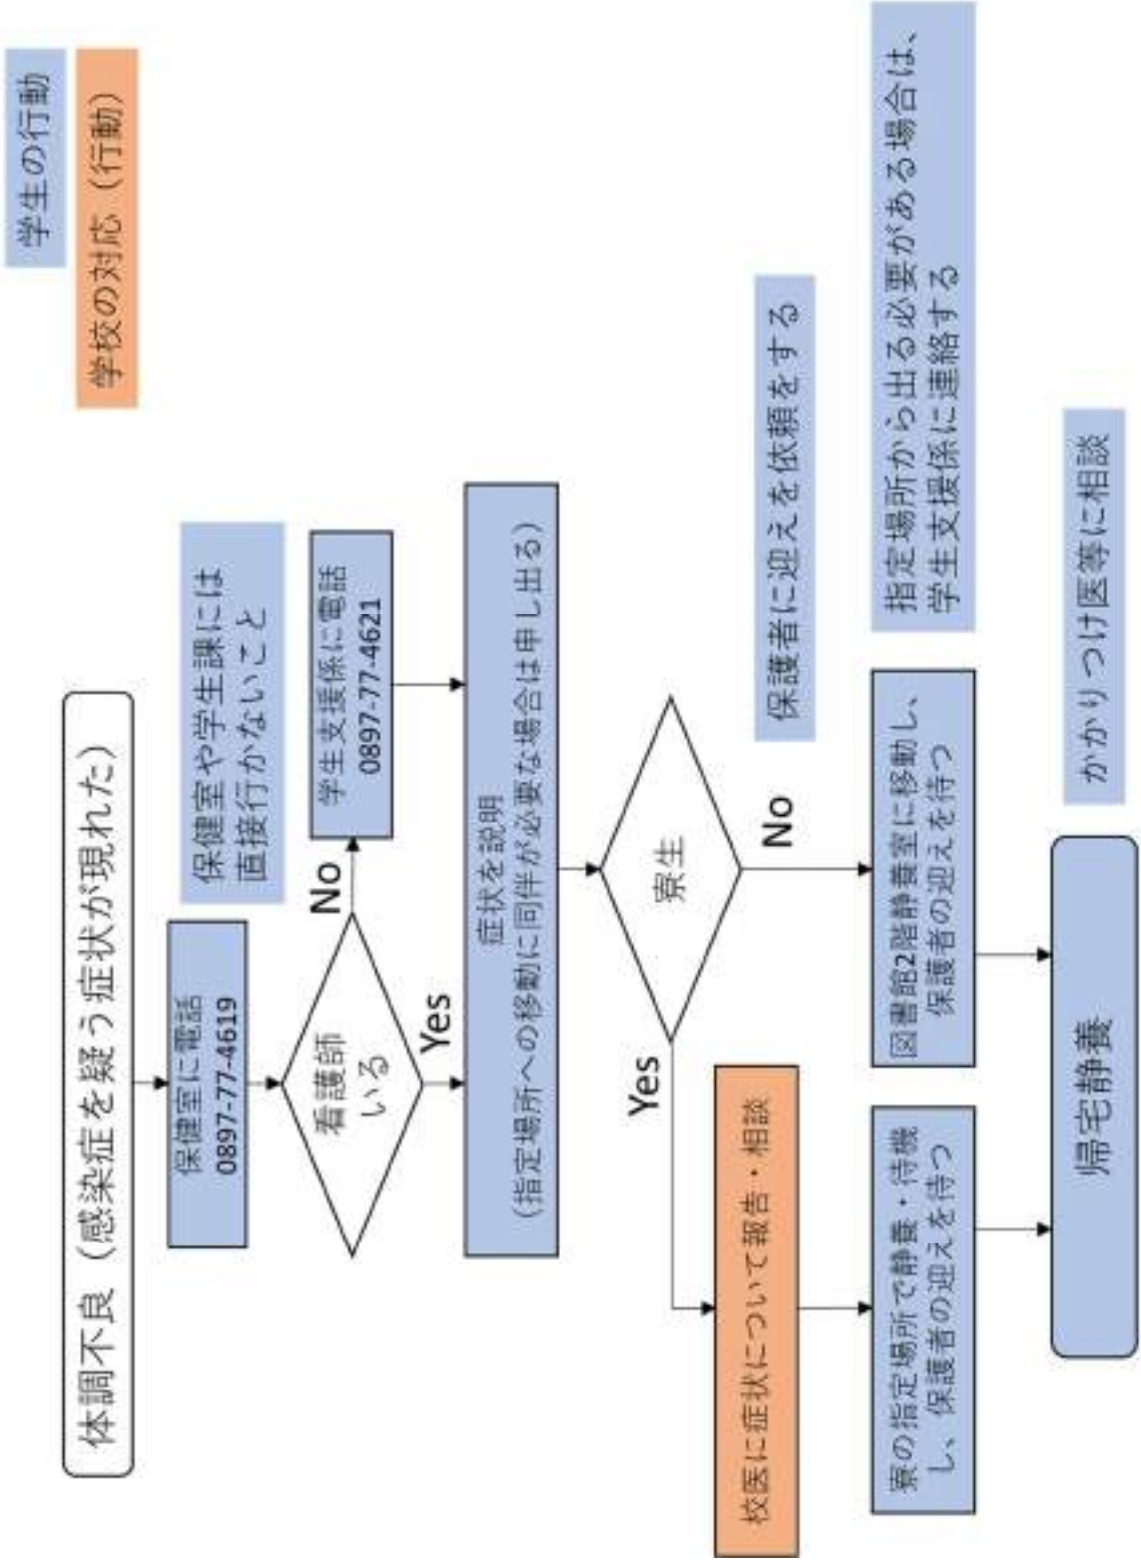 学生の行動
学校の対応（行動）
体調不良（感染症を疑う症状が現れた）
保健室に電話
0897-77-4619
保健室や学生課には
直接行かないこと
看護師
いる
No
学生支援係に電話
0897-77-4621
Yes
症状を説明
（指定場所への移動に同伴が必要な場合は申し出る）
寮生
Yes
No
保護者に迎えを依頼をする
校医に症状について報告・相談
寮の指定場所で静養・待機
し、保護者の迎えを待つ
図書館2階静養室に移動し、
保護者の迎えを待つ
指定場所から出る必要がある場合は、
学生支援係に連絡する
帰宅静養
かかりつけ医等に相談